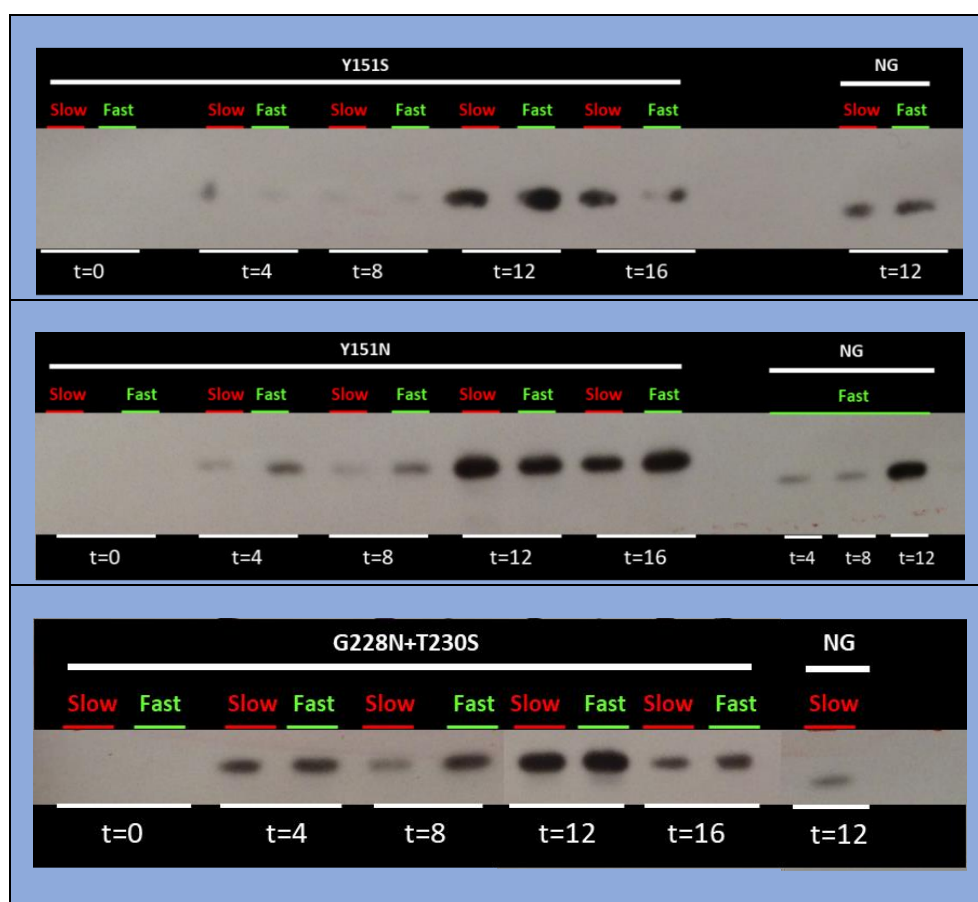 Y151S NG
Slow Fast Slow Fast Slow Fast Slow Fast Slow Fast Slow Fast
t=0 t=4 t=8 t=12 t=16 t=12
Y151N NG
Slow Fast Slow Fast Slow Fast Slow Fast Slow Fast Fast
t=0 t=4 t=8 t=12 t=16 t=4 t=8 t=12
G228N+T230S NG
Slow Fast Slow Fast Slow Fast Slow Fast Slow Fast Slow
t=0 t=4 t=8 t=12 t=16 t=12